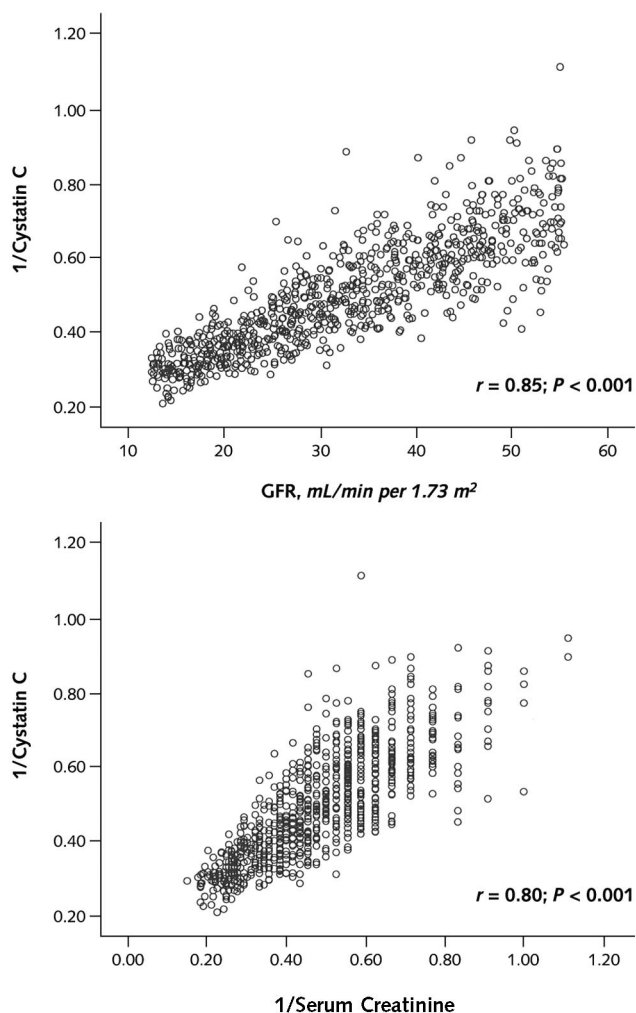 1.20
1.00
0.80
0.60
0.40
0.20
1/Cystatin C
r = 0.85; P < 0.001
10 20 30 40 50 60
GFR, mL/min per 1.73 m²
1.20
1.00
0.80
0.60
0.40
0.20
1/Cystatin C
r = 0.80; P < 0.001
0.00 0.20 0.40 0.60 0.80 1.00 1.20
1/Serum Creatinine